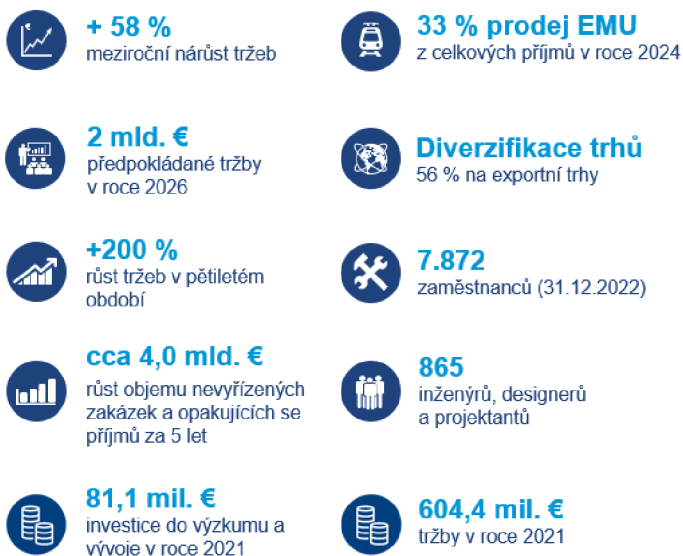 + 58 %
meziroční nárůst tržeb
33 % prodej EMU
z celkových příjmů v roce 2024
2 mld. €
předpokládané tržby
v roce 2026
Diverzifikace trhů
56 % na exportní trhy
+200 %
růst tržeb v pětiletém
období
7.872
zaměstnanců (31.12.2022)
cca 4,0 mld. €
růst objemu nevyřízených
zakázek a opakujících se
příjmů za 5 let
865
inženýrů, designerů
a projektantů
81,1 mil. €
investice do výzkumu a
vývoje v roce 2021
604,4 mil. €
tržby v roce 2021